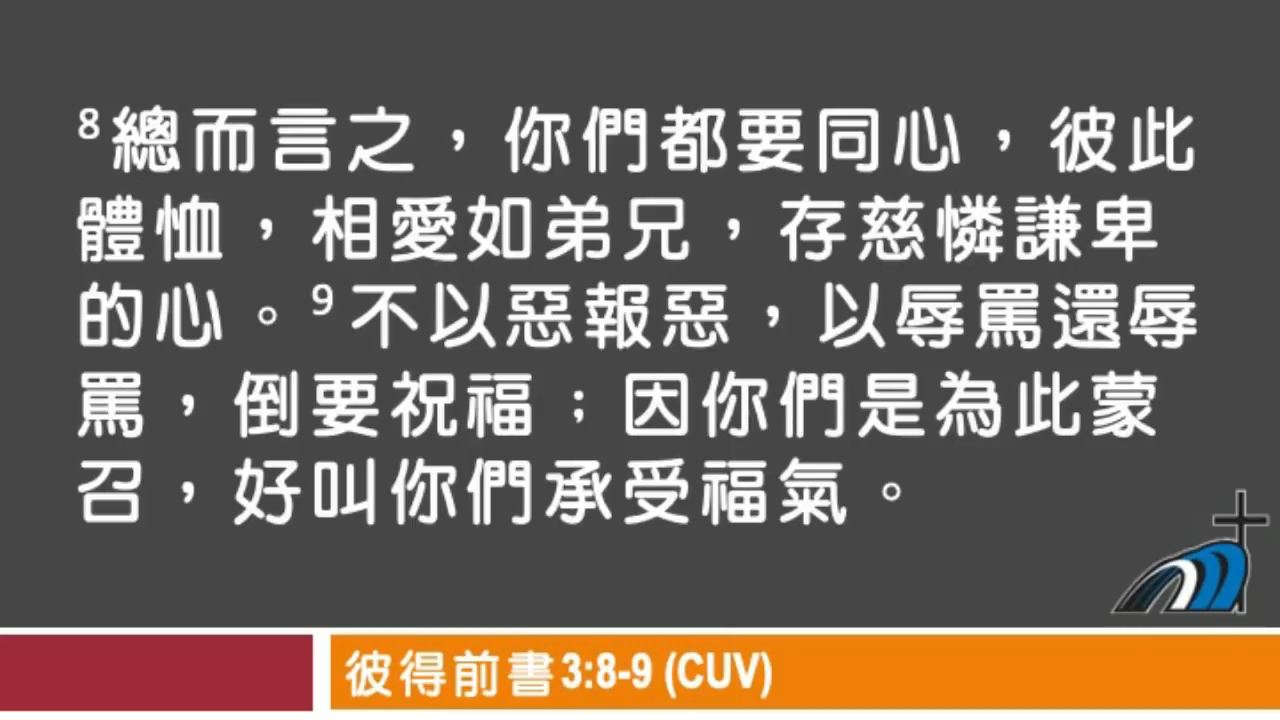 ⁸總而言之，你們都要同心，彼此
體恤，相愛如弟兄，存慈憐謙卑
的心。⁹不以惡報惡，以辱罵還辱
罵，倒要祝福；因你們是為此蒙
召，好叫你們承受福氣。
彼得前書3:8-9 (CUV)